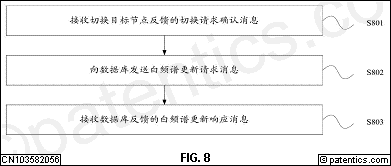 接收切换目标节点反馈的切换请求确认消息
S801
向数据库发送白频谱更新请求消息
S802
接收数据库反馈的白频谱更新响应消息
S803
CN103582056
FIG. 8
© patentics.com
© patentics.com